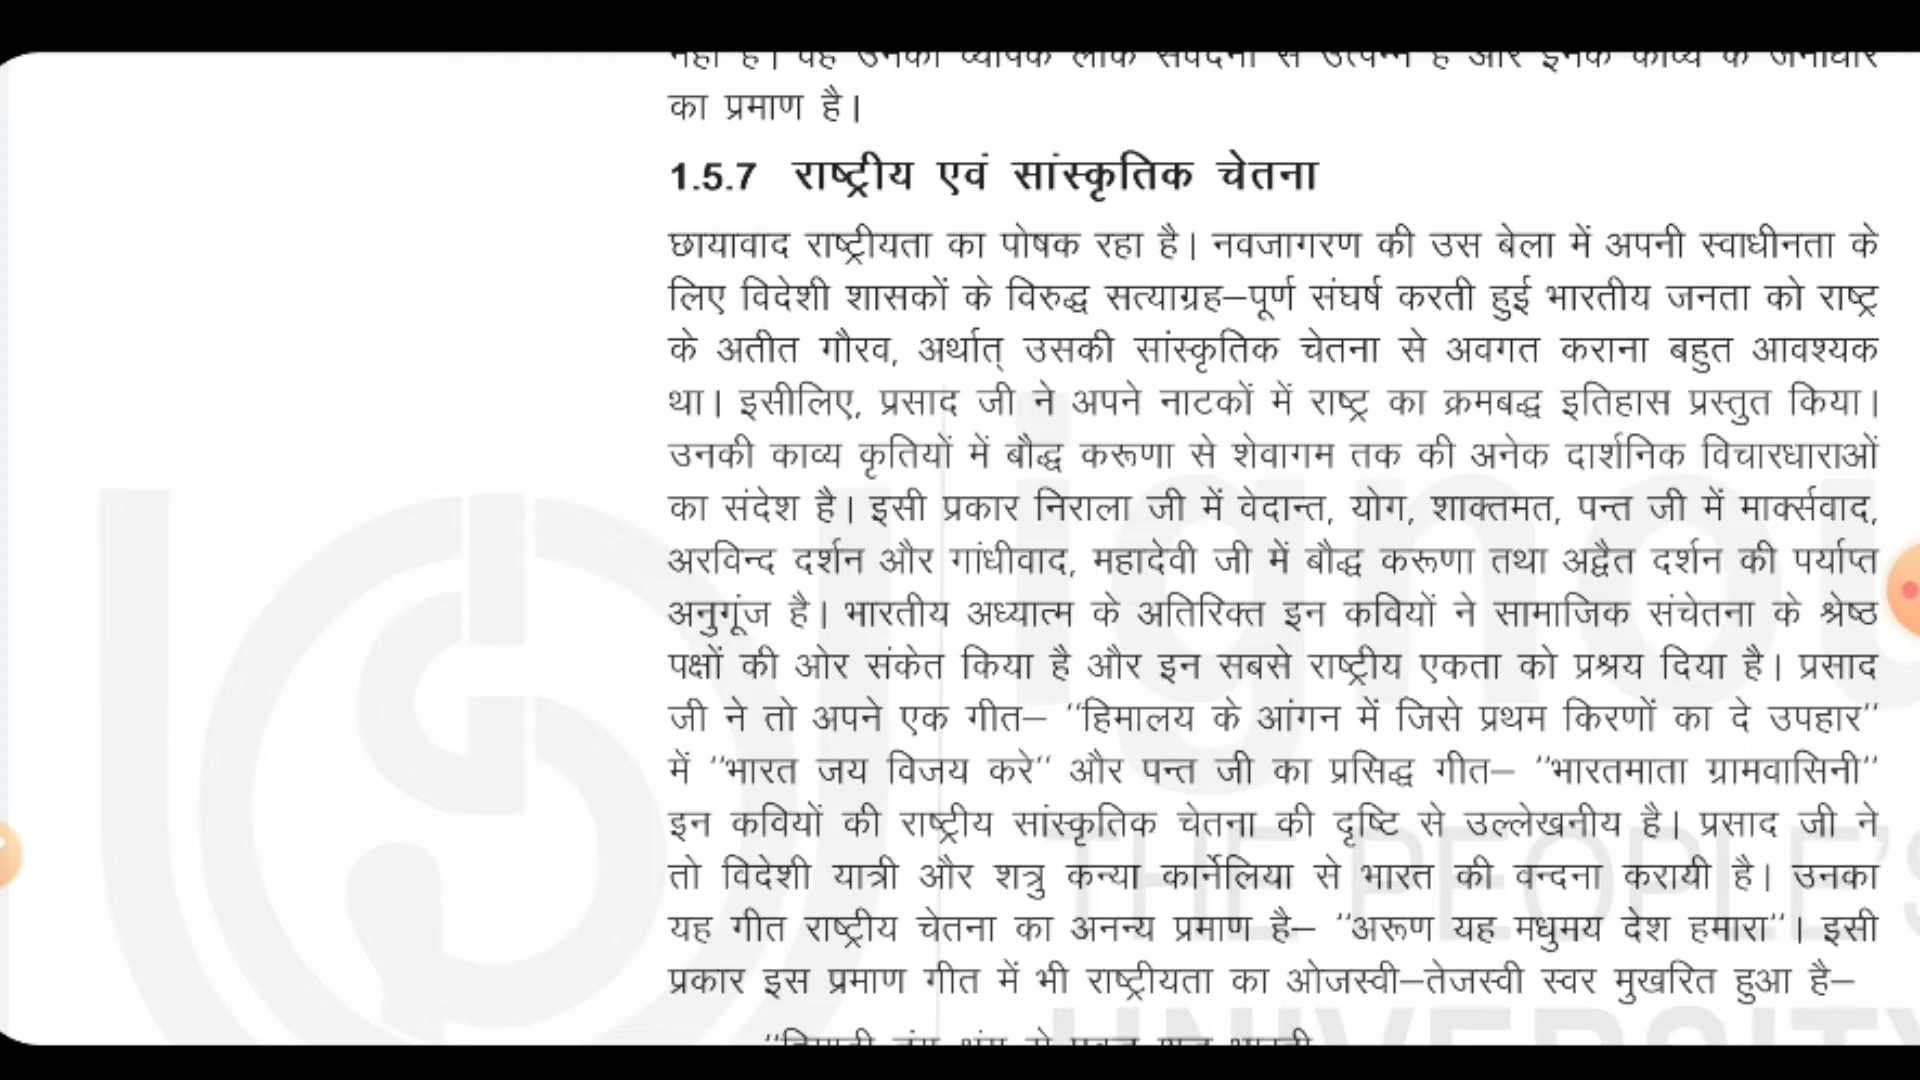 का प्रमाण है।
1.5.7 राष्ट्रीय एवं सांस्कृतिक चेतना
छायावाद राष्ट्रीयता का पोषक रहा है। नवजागरण की उस बेला में अपनी स्वाधीनता के
लिए विदेशी शासकों के विरुद्ध सत्याग्रह–पूर्ण संघर्ष करती हुई भारतीय जनता को राष्ट्र
के अतीत गौरव, अर्थात् उसकी सांस्कृतिक चेतना से अवगत कराना बहुत आवश्यक
था। इसीलिए, प्रसाद जी ने अपने नाटकों में राष्ट्र का क्रमबद्ध इतिहास प्रस्तुत किया।
उनकी काव्य कृतियों में बौद्ध करूणा से शेवागम तक की अनेक दार्शनिक विचारधाराओं
का संदेश है। इसी प्रकार निराला जी में वेदान्त, योग, शाक्तमत, पन्त जी में मार्क्सवाद,
अरविन्द दर्शन और गांधीवाद, महादेवी जी में बौद्ध करूणा तथा अद्वैत दर्शन की पर्याप्त
अनुगूंज है। भारतीय अध्यात्म के अतिरिक्त इन कवियों ने सामाजिक संचेतना के श्रेष्ठ
पक्षों की ओर संकेत किया है और इन सबसे राष्ट्रीय एकता को प्रश्रय दिया है। प्रसाद
जी ने तो अपने एक गीत– "हिमालय के आंगन में जिसे प्रथम किरणों का दे उपहार"
में "भारत जय विजय करे" और पन्त जी का प्रसिद्ध गीत– "भारतमाता ग्रामवासिनी"
इन कवियों की राष्ट्रीय सांस्कृतिक चेतना की दृष्टि से उल्लेखनीय है। प्रसाद जी ने
तो विदेशी यात्री और शत्रु कन्या कार्नेलिया से भारत की वन्दना करायी है। उनका
यह गीत राष्ट्रीय चेतना का अनन्य प्रमाण है– "अरूण यह मधुमय देश हमारा"। इसी
प्रकार इस प्रमाण गीत में भी राष्ट्रीयता का ओजस्वी–तेजस्वी स्वर मुखरित हुआ है–
ignou
THE PEOPLE'S
UNIVERSITY